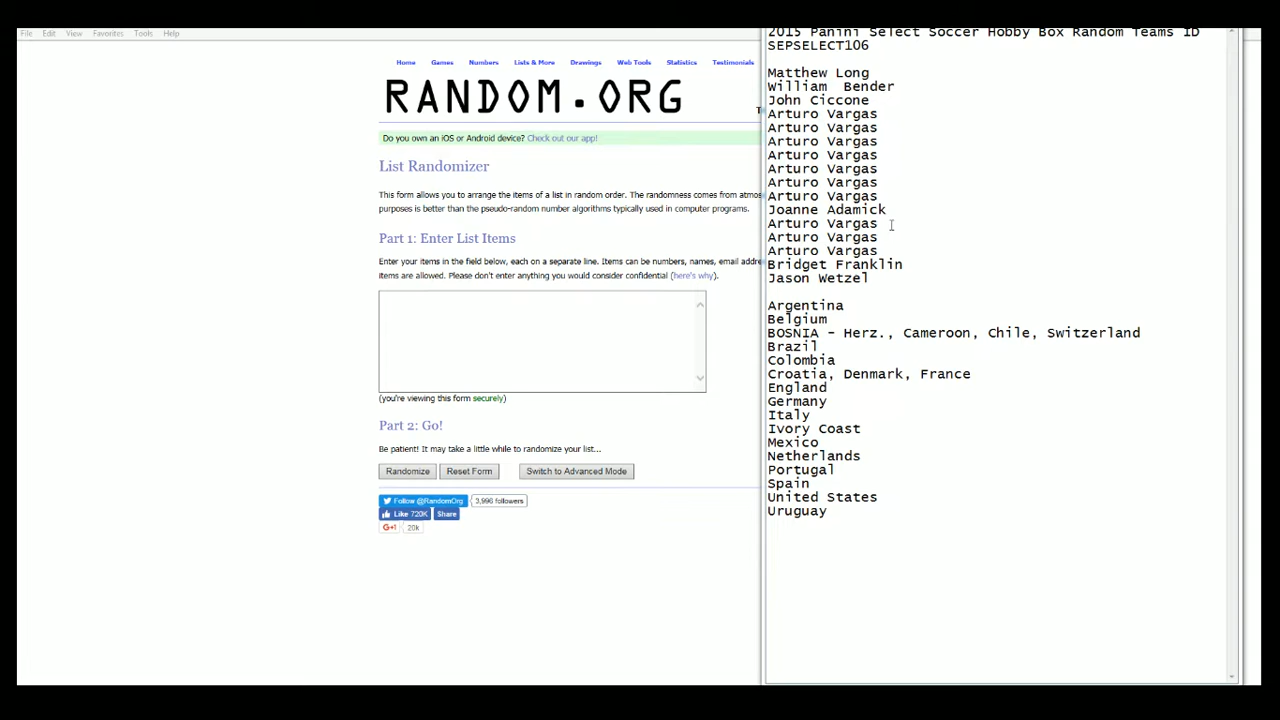 File Edit View Favorites Tools Help
Home Games Numbers Lists & More Drawings Web Tools Statistics Testimonials
RANDOM.ORG
Do you own an iOS or Android device? Check out our app!
List Randomizer
This form allows you to arrange the items of a list in random order. The randomness comes from
purposes is better than the pseudo-random number algorithms typically used in computer programs.
Part 1: Enter List Items
Enter your items in the field below, each on a separate line. Items can be numbers, names, email
items are allowed. Please don't enter anything you would consider confidential (here's why).
(you're viewing this form securely)
Part 2: Go!
Be patient! It may take a little while to randomize your list...
Randomize Reset Form Switch to Advanced Mode
Follow @RandomOrg 3,996 followers
Like 720K Share
G+1 20k
2015 Panini Select Soccer Hobby Box Random Teams ID
SEPSELECT106
Matthew Long
William Bender
John Ciccone
Arturo Vargas
Arturo Vargas
Arturo Vargas
Arturo Vargas
Arturo Vargas
Arturo Vargas
Arturo Vargas
Joanne Adamick
Arturo Vargas
Arturo Vargas
Arturo Vargas
Bridget Franklin
Jason Wetzel
Argentina
Belgium
BOSNIA - Herz., Cameroon, Chile, Switzerland
Brazil
Colombia
Croatia, Denmark, France
England
Germany
Italy
Ivory Coast
Mexico
Netherlands
Portugal
Spain
United States
Uruguay